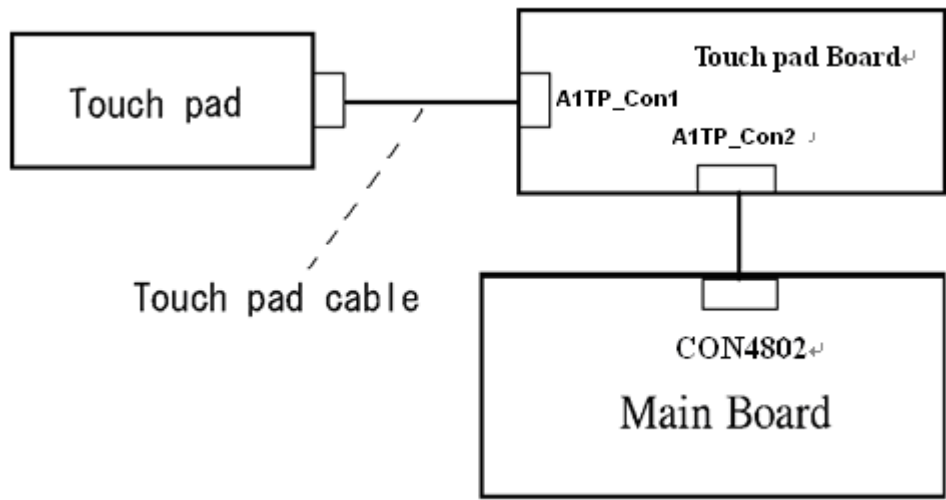 Touch pad Board↵
Touch pad
A1TP_Con1
A1TP_Con2 ↵
Touch pad cable
CON4802↵
Main Board